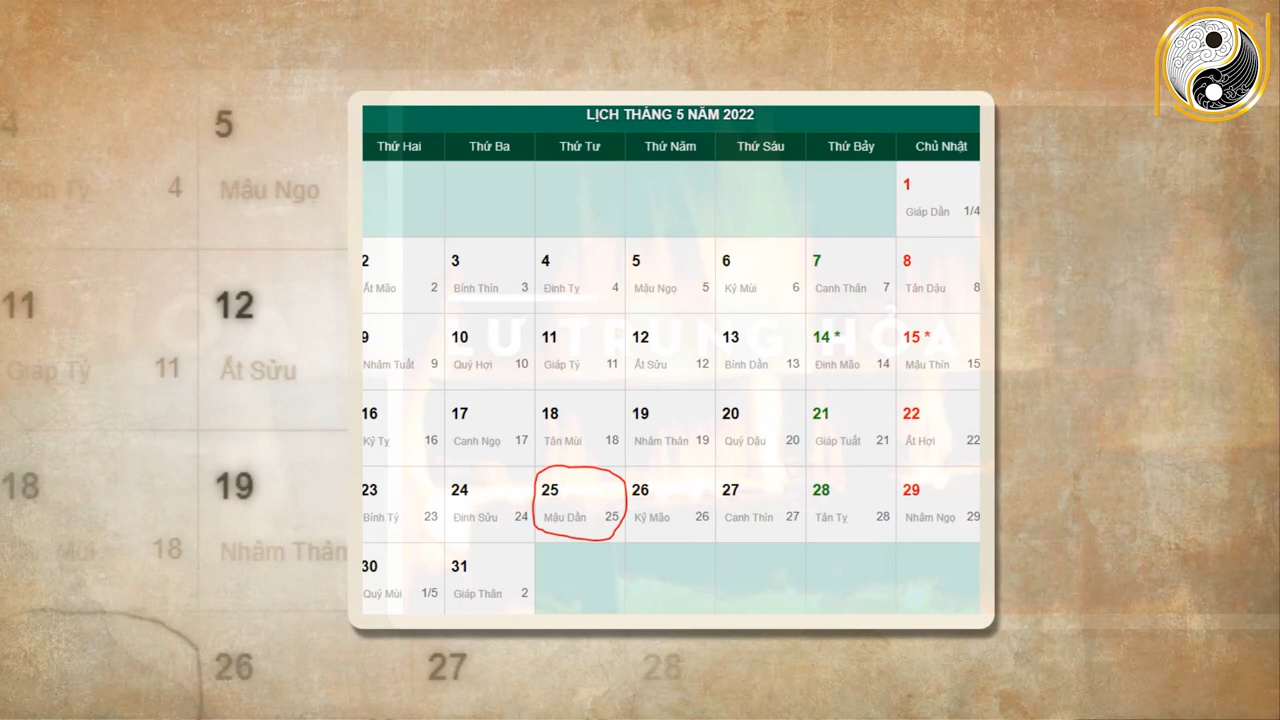 LỊCH THÁNG 5 NĂM 2022
Thứ Hai Thứ Ba Thứ Tư Thứ Năm Thứ Sáu Thứ Bảy Chủ Nhật
1
Giáp Dần 1/4
2 3 4 5 6 7 8
Ất Mão 2 Bính Thìn 3 Đinh Tỵ 4 Mậu Ngọ 5 Kỷ Mùi 6 Canh Thân 7 Tân Dậu 8
9 10 11 12 13 14 * 15 *
Nhâm Tuất 9 Quý Hợi 10 Giáp Tý 11 Ất Sửu 12 Bính Dần 13 Đinh Mão 14 Mậu Thìn 15
16 17 18 19 20 21 22
Kỷ Tỵ 16 Canh Ngọ 17 Tân Mùi 18 Nhâm Thân 19 Quý Dậu 20 Giáp Tuất 21 Ất Hợi 22
23 24 25 26 27 28 29
Bính Tý 23 Đinh Sửu 24 Mậu Dần 25 Kỷ Mão 26 Canh Thìn 27 Tân Tỵ 28 Nhâm Ngọ 29
30 31
Quý Mùi 1/5 Giáp Thân 2
LƯ TRUNG HỎA
4 5
Đinh Tỵ 4 Mậu Ngọ
11 12
Giáp Tý 11 Ất Sửu
18 19
Mùi 18 Nhâm Thân
26 27 28